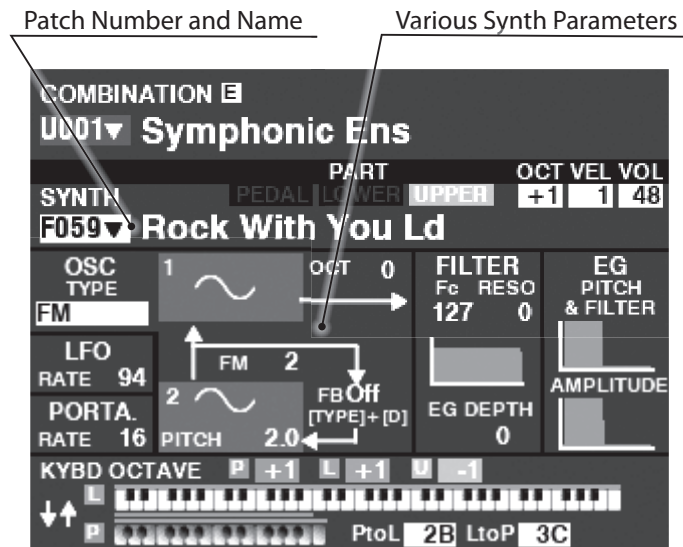 Patch Number and Name
Various Synth Parameters
COMBINATION E
U001▼ Symphonic Ens
PART OCT VEL VOL
SYNTH PEDAL LOWER UPPER +1 1 48
F059▼ Rock With You Ld
OSC TYPE
FM
1
OCT 0
FILTER
Fc RESO
127 0
EG
PITCH
& FILTER
LFO
RATE 94
FM 2
PORTA.
RATE 16
2
PITCH 2.0
FB Off
[TYPE]+[D]
EG DEPTH
0
AMPLITUDE
KYBD OCTAVE P +1 L +1 U -1
L
P PtoL 2B LtoP 3C